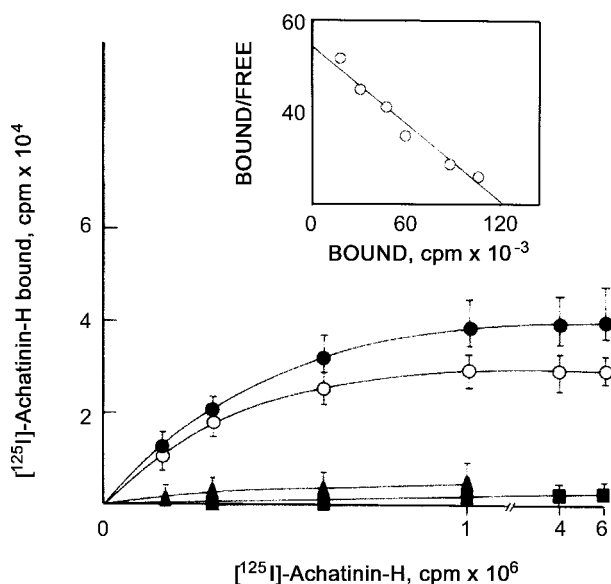 60
40
BOUND/FREE
0 60 120
BOUND, cpm x 10⁻³
6
4
2
[¹²⁵I]-Achatinin-H bound, cpm x 10⁴
0 1 4 6
[¹²⁵I]-Achatinin-H, cpm x 10⁶